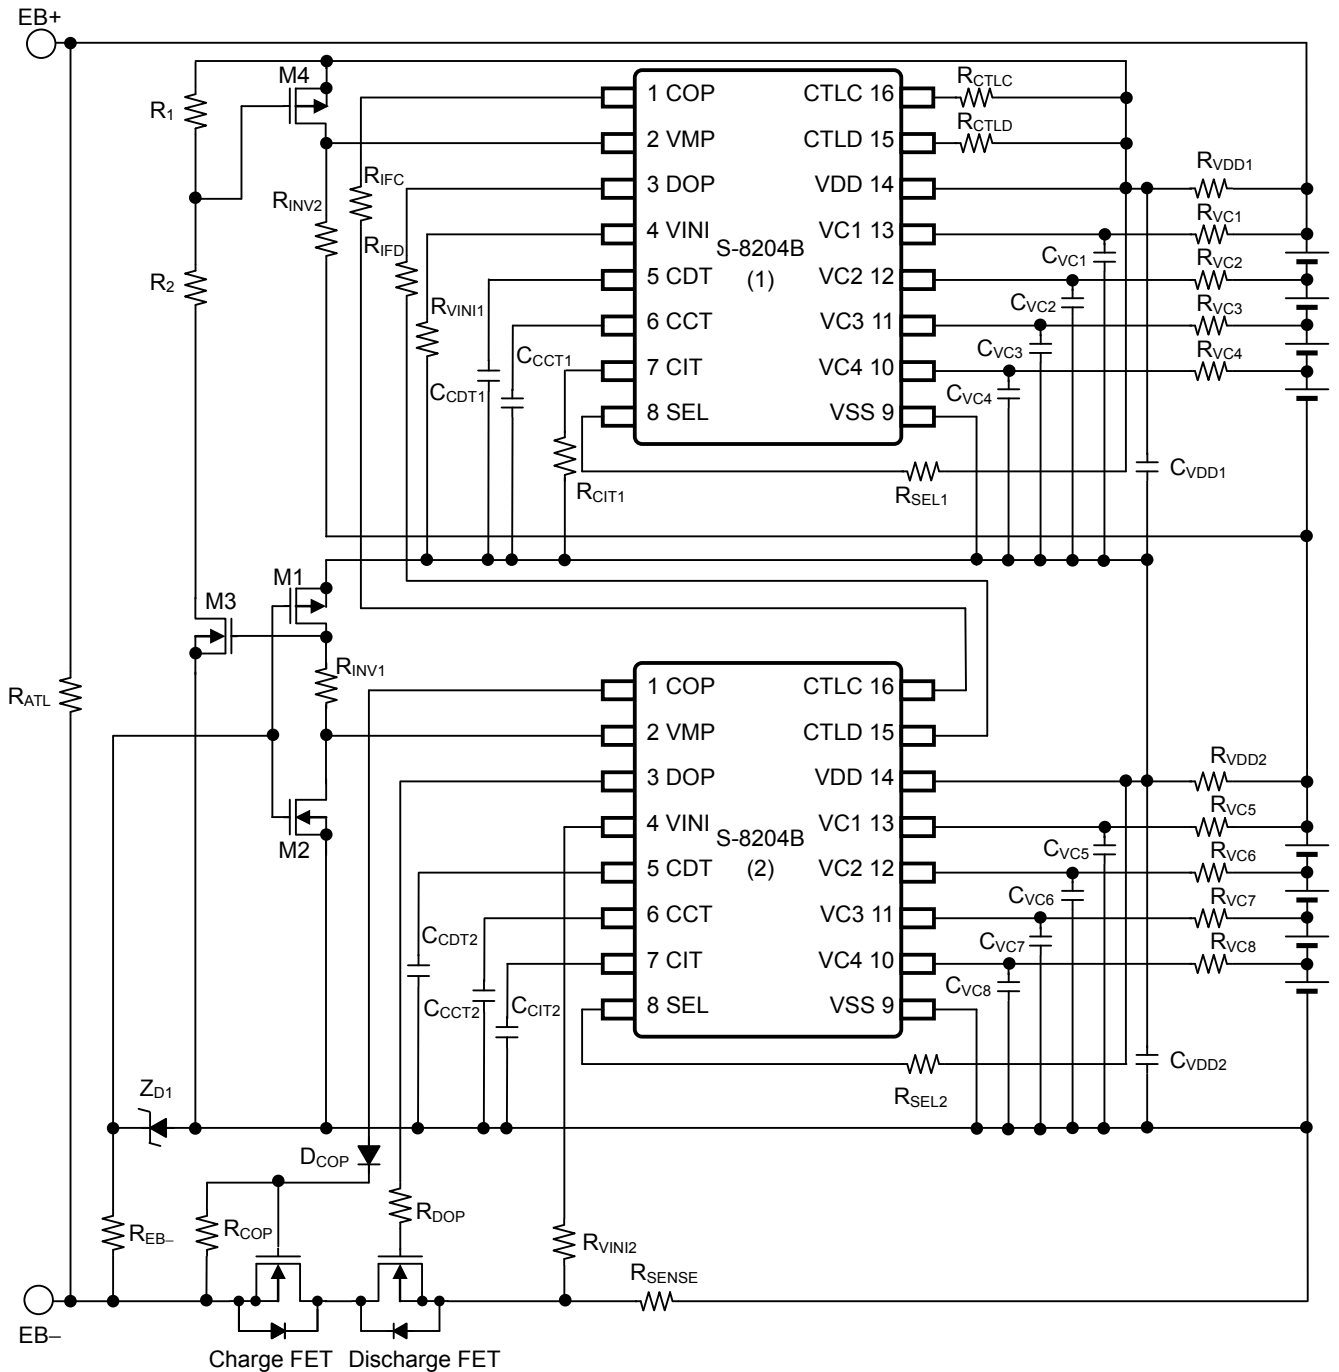 EB+
M4
R1
1 COP
CTLC 16
RCTLC
2 VMP
CTLD 15
RCTLD
RIFC
3 DOP
VDD 14
RVDD1
RINV2
RIFD
4 VINI
VC1 13
RVC1
S-8204B
(1)
R2
5 CDT
VC2 12
CVC1
RVC2
RVINI1
6 CCT
VC3 11
CVC2
RVC3
CCCT1
7 CIT
VC4 10
CVC3
RVC4
CCDT1
8 SEL
VSS 9
CVC4
RCIT1
RSEL1
CVDD1
M1
M3
RINV1
RATL
1 COP
CTLC 16
2 VMP
CTLD 15
3 DOP
VDD 14
RVDD2
4 VINI
VC1 13
RVC5
M2
S-8204B
(2)
5 CDT
VC2 12
CVC5
RVC6
6 CCT
VC3 11
CVC6
RVC7
CCDT2
7 CIT
VC4 10
CVC7
RVC8
CCCT2
CCIT2
8 SEL
VSS 9
CVC8
CVDD2
ZD1
RSEL2
DCOP
REB–
RCOP
RDOP
RVINI2
RSENSE
EB–
Charge FET
Discharge FET